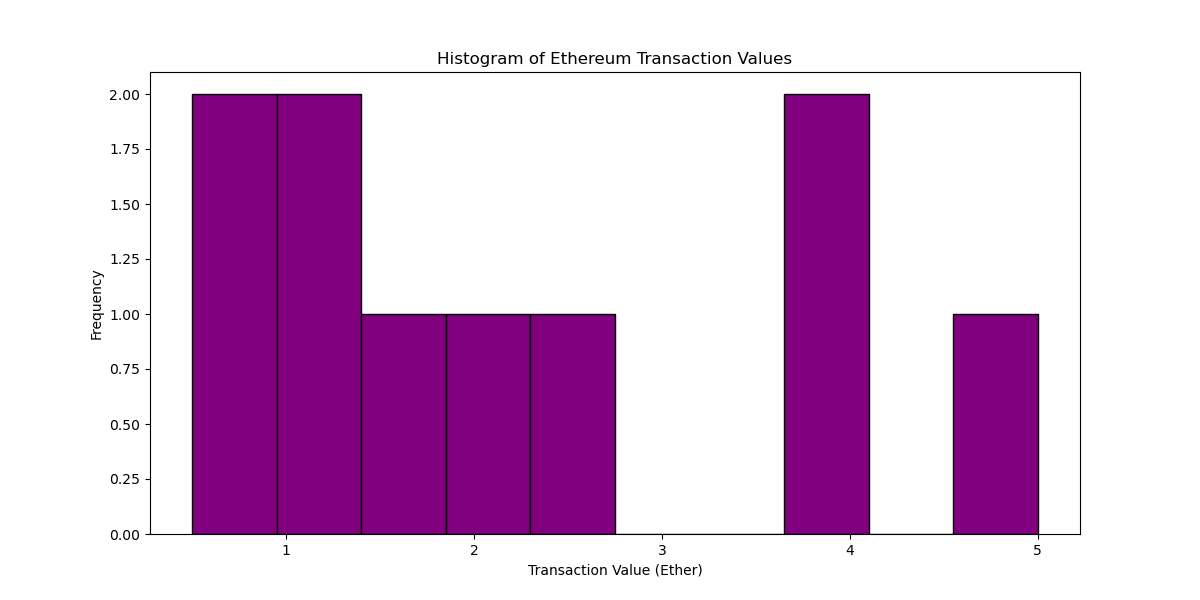 Histogram of Ethereum Transaction Values
2.00
1.75
1.50
1.25
1.00
0.75
0.50
0.25
0.00
Frequency
1 2 3 4 5
Transaction Value (Ether)